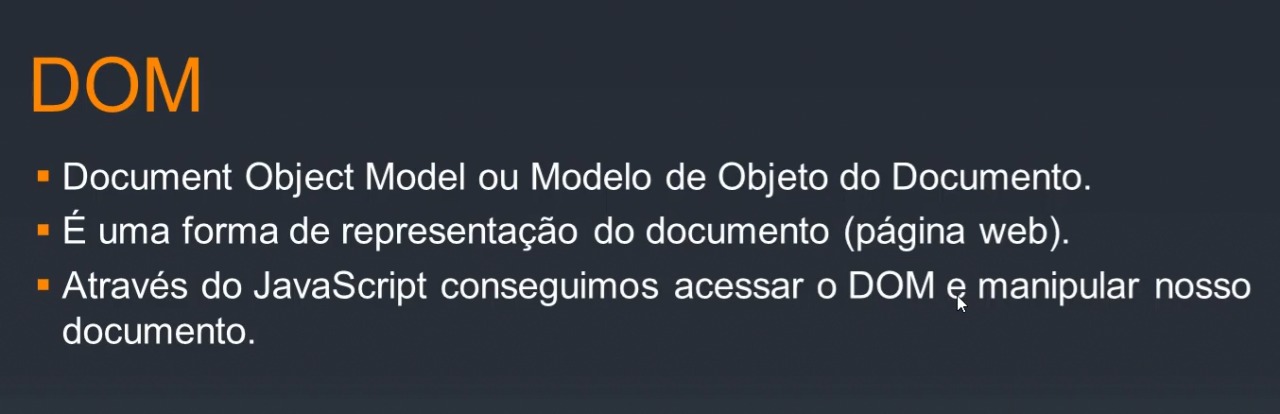 DOM
▪ Document Object Model ou Modelo de Objeto do Documento.
▪ É uma forma de representação do documento (página web).
▪ Através do JavaScript conseguimos acessar o DOM e manipular nosso
documento.